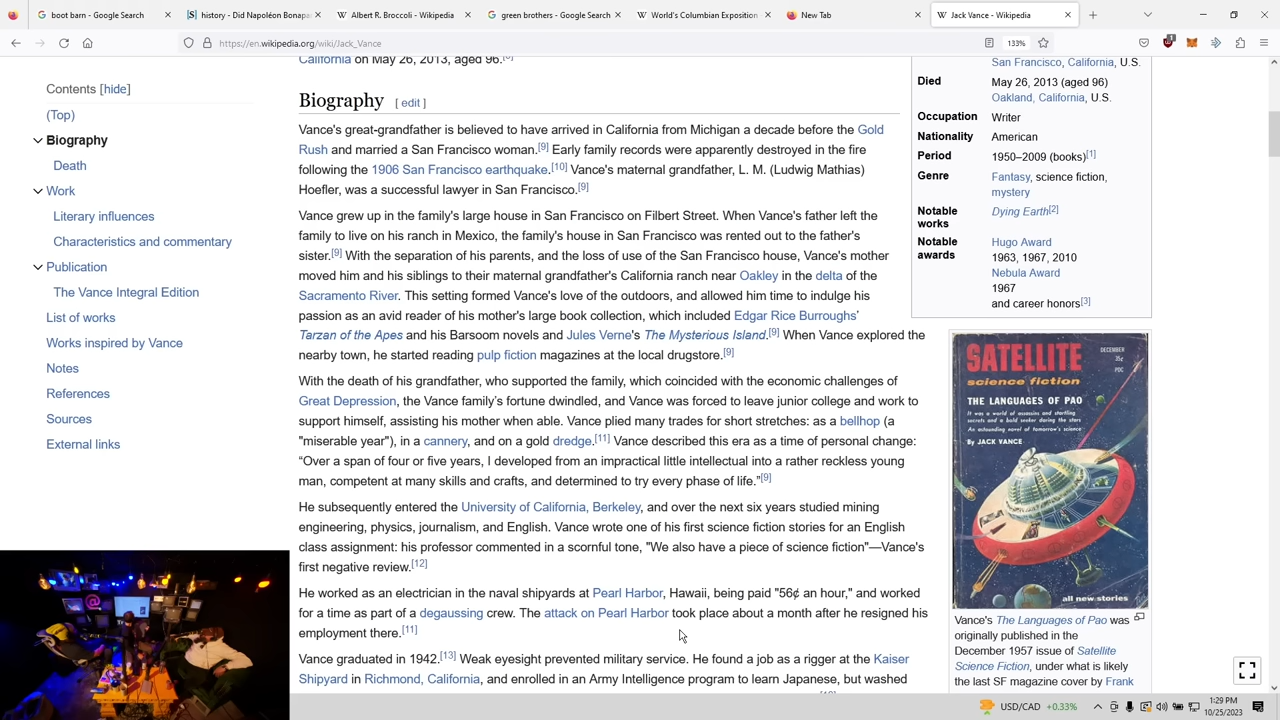 boot barn - Google Search
history - Did Napoléon Bonap
Albert R. Broccoli - Wikipedia
green brothers - Google Search
World's Columbian Exposition
New Tab
Jack Vance - Wikipedia
https://en.wikipedia.org/wiki/Jack_Vance
133%
Contents [hide]
(Top)
Biography
Death
Work
Literary influences
Characteristics and commentary
Publication
The Vance Integral Edition
List of works
Works inspired by Vance
Notes
References
Sources
External links
California on May 26, 2013, aged 96.
Biography [ edit ]
Vance's great-grandfather is believed to have arrived in California from Michigan a decade before the Gold
Rush and married a San Francisco woman.[9] Early family records were apparently destroyed in the fire
following the 1906 San Francisco earthquake.[10] Vance's maternal grandfather, L. M. (Ludwig Mathias)
Hoefler, was a successful lawyer in San Francisco.[9]
Vance grew up in the family's large house in San Francisco on Filbert Street. When Vance's father left the
family to live on his ranch in Mexico, the family's house in San Francisco was rented out to the father's
sister.[9] With the separation of his parents, and the loss of use of the San Francisco house, Vance's mother
moved him and his siblings to their maternal grandfather's California ranch near Oakley in the delta of the
Sacramento River. This setting formed Vance's love of the outdoors, and allowed him time to indulge his
passion as an avid reader of his mother's large book collection, which included Edgar Rice Burroughs'
Tarzan of the Apes and his Barsoom novels and Jules Verne's The Mysterious Island.[9] When Vance explored the
nearby town, he started reading pulp fiction magazines at the local drugstore.[9]
With the death of his grandfather, who supported the family, which coincided with the economic challenges of
Great Depression, the Vance family's fortune dwindled, and Vance was forced to leave junior college and work to
support himself, assisting his mother when able. Vance plied many trades for short stretches: as a bellhop (a
"miserable year"), in a cannery, and on a gold dredge.[11] Vance described this era as a time of personal change:
“Over a span of four or five years, I developed from an impractical little intellectual into a rather reckless young
man, competent at many skills and crafts, and determined to try every phase of life.”[9]
He subsequently entered the University of California, Berkeley, and over the next six years studied mining
engineering, physics, journalism, and English. Vance wrote one of his first science fiction stories for an English
class assignment: his professor commented in a scornful tone, "We also have a piece of science fiction"—Vance's
first negative review.[12]
He worked as an electrician in the naval shipyards at Pearl Harbor, Hawaii, being paid "56¢ an hour," and worked
for a time as part of a degaussing crew. The attack on Pearl Harbor took place about a month after he resigned his
employment there.[11]
Vance graduated in 1942.[13] Weak eyesight prevented military service. He found a job as a rigger at the Kaiser
Shipyard in Richmond, California, and enrolled in an Army Intelligence program to learn Japanese, but washed
San Francisco, California, U.S.
Died May 26, 2013 (aged 96)
Oakland, California, U.S.
Occupation Writer
Nationality American
Period 1950–2009 (books)[1]
Genre Fantasy, science fiction,
mystery
Notable Dying Earth[2]
works
Notable Hugo Award
awards 1963, 1967, 2010
Nebula Award
1967
and career honors[3]
SATELLITE
DECEMBER
35¢
science fiction
THE LANGUAGES OF PAO
It was a world of assassins and startling
secrets and a bold seeker during the stars
An astounding novel of tomorrow's science
By JACK VANCE
all new stories
Vance's The Languages of Pao was
originally published in the
December 1957 issue of Satellite
Science Fiction, under what is likely
the last SF magazine cover by Frank
USD/CAD +0.33%
1:29 PM
10/25/2023